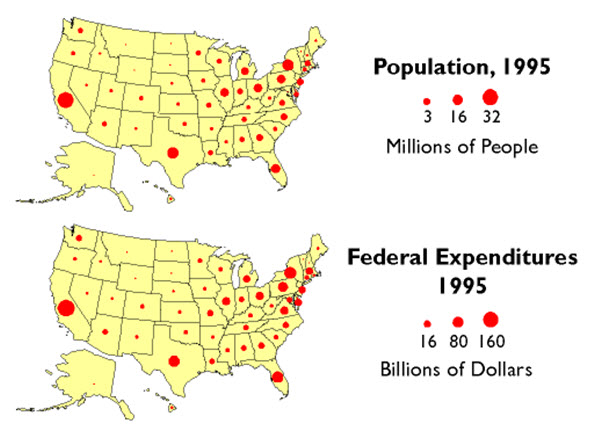 Population, 1995
3 16 32
Millions of People
Federal Expenditures
1995
16 80 160
Billions of Dollars